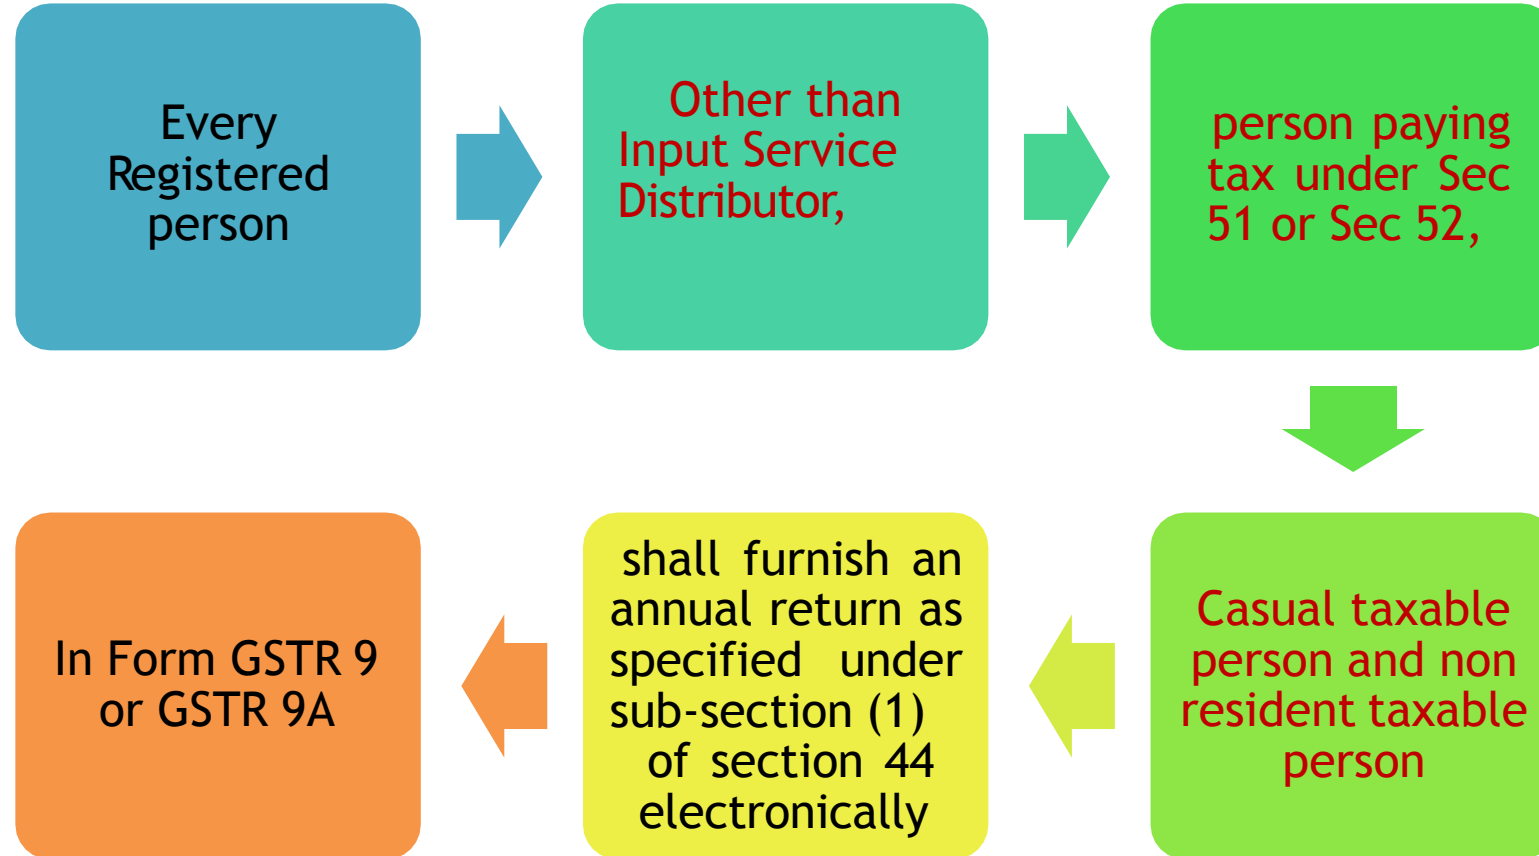 Every
Registered
person
Other than
Input Service
Distributor,
person paying
tax under Sec
51 or Sec 52,
Casual taxable
person and non
resident taxable
person
shall furnish an
annual return as
specified under
sub-section (1)
of section 44
electronically
In Form GSTR 9
or GSTR 9A